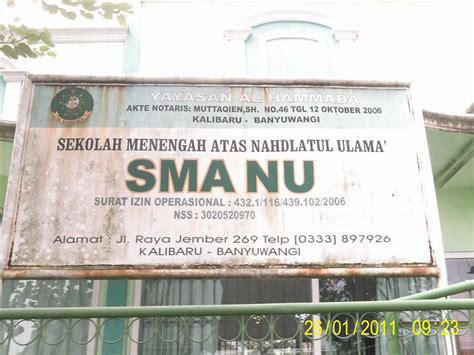 YAYASAN AL HAMMADA
AKTE NOTARIS: MUTTAQIEN,SH. NO.46 TGL 12 OKTOBER 2006
KALIBARU - BANYUWANGI
SEKOLAH MENENGAH ATAS NAHDLATUL ULAMA'
SMA NU
SURAT IZIN OPERASIONAL : 432.1/116/439.102/2006
NSS : 3020520970
Alamat : Jl. Raya Jember 269 Telp (0333) 897926
KALIBARU - BANYUWANGI
25/01/2011 09:23